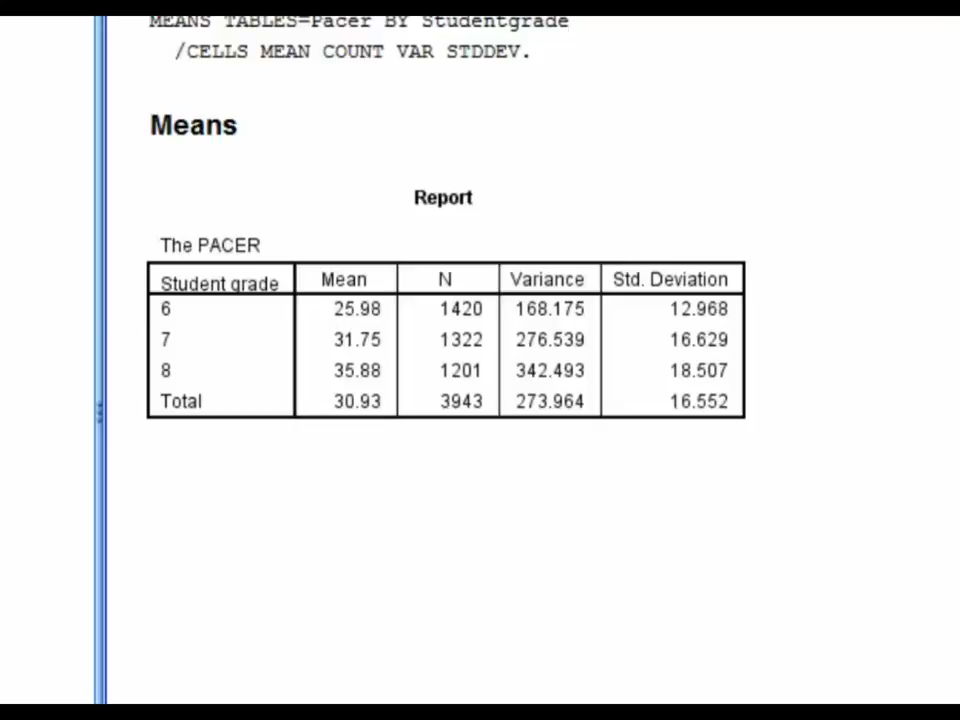 MEANS TABLES=Pacer BY Studentgrade
/CELLS MEAN COUNT VAR STDDEV.
Means
Report
The PACER
Student grade Mean N Variance Std. Deviation
6 25.98 1420 168.175 12.968
7 31.75 1322 276.539 16.629
8 35.88 1201 342.493 18.507
Total 30.93 3943 273.964 16.552